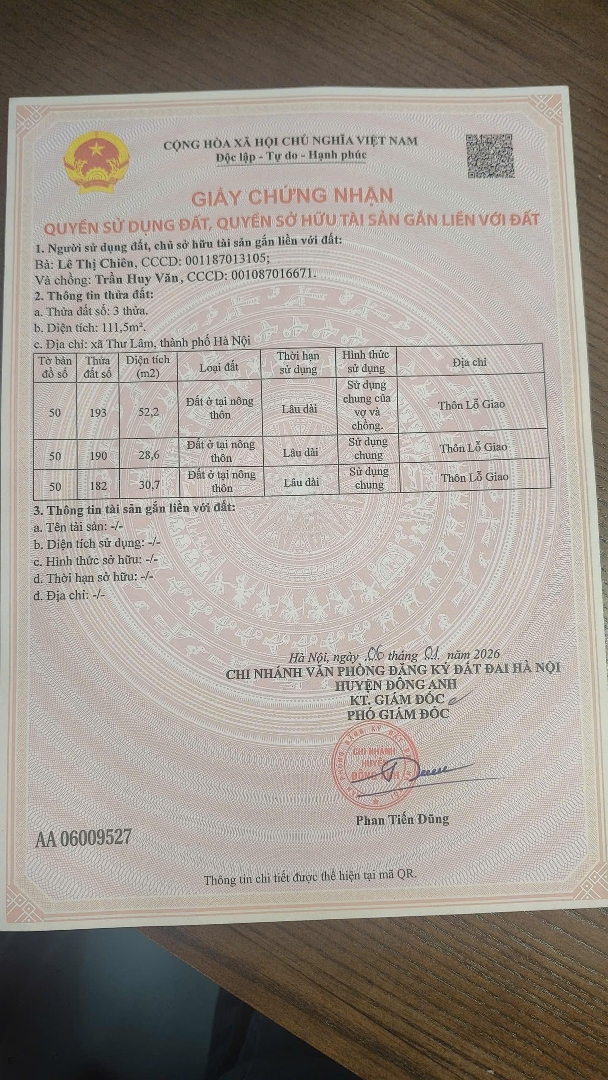 CỘNG HÒA XÃ HỘI CHỦ NGHĨA VIỆT NAM
Độc lập - Tự do - Hạnh phúc
GIẤY CHỨNG NHẬN
QUYỀN SỬ DỤNG ĐẤT, QUYỀN SỞ HỮU TÀI SẢN GẮN LIỀN VỚI ĐẤT
1. Người sử dụng đất, chủ sở hữu tài sản gắn liền với đất:
Bà: Lê Thị Chiên, CCCD: 001187013105;
Và chồng: Trần Huy Văn, CCCD: 001087016671.
2. Thông tin thửa đất:
a. Thửa đất số: 3 thửa.
b. Diện tích: 111,5m².
c. Địa chỉ: xã Thư Lâm, thành phố Hà Nội
Tờ bản đồ số | Thửa đất số | Diện tích (m2) | Loại đất | Thời hạn sử dụng | Hình thức sử dụng | Địa chỉ
50 | 193 | 52,2 | Đất ở tại nông thôn | Lâu dài | Sử dụng chung của vợ và chồng. | Thôn Lỗ Giao
50 | 190 | 28,6 | Đất ở tại nông thôn | Lâu dài | Sử dụng chung | Thôn Lỗ Giao
50 | 182 | 30,7 | Đất ở tại nông thôn | Lâu dài | Sử dụng chung | Thôn Lỗ Giao
3. Thông tin tài sản gắn liền với đất:
a. Tên tài sản: -/-
b. Diện tích sử dụng: -/-
c. Hình thức sở hữu: -/-
d. Thời hạn sở hữu: -/-
đ. Địa chỉ: -/-
Hà Nội, ngày 06 tháng 01 năm 2026
CHI NHÁNH VĂN PHÒNG ĐĂNG KÝ ĐẤT ĐAI HÀ NỘI
HUYỆN ĐÔNG ANH
KT. GIÁM ĐỐC
PHÓ GIÁM ĐỐC
CHI NHÁNH
HUYỆN
ĐÔNG ANH
Phan Tiến Dũng
AA 06009527
Thông tin chi tiết được thể hiện tại mã QR.